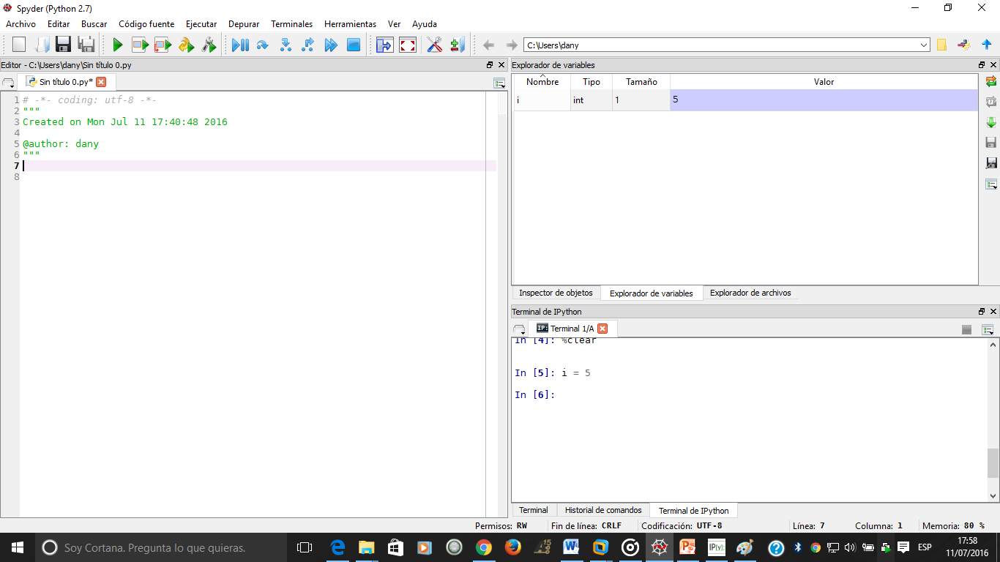 Spyder (Python 2.7)
Archivo Editar Buscar Código fuente Ejecutar Depurar Terminales Herramientas Ver Ayuda
C:\Users\dany
Editor - C:\Users\dany\Sin título 0.py
Sin título 0.py*
1 # -*- coding: utf-8 -*-
2 """
3 Created on Mon Jul 11 17:40:48 2016
4
5 @author: dany
6 """
7
8
Explorador de variables
Nombre Tipo Tamaño Valor
i int 1 5
Inspector de objetos Explorador de variables Explorador de archivos
Terminal de IPython
IP: Terminal 1/A
In [4]: %clear
In [5]: i = 5
In [6]:
Terminal Historial de comandos Terminal de IPython
Permisos: RW Fin de línea: CRLF Codificación: UTF-8 Línea: 7 Columna: 1 Memoria: 80 %
Soy Cortana. Pregunta lo que quieras.
15
IP(y):
ESP
17:58
11/07/2016